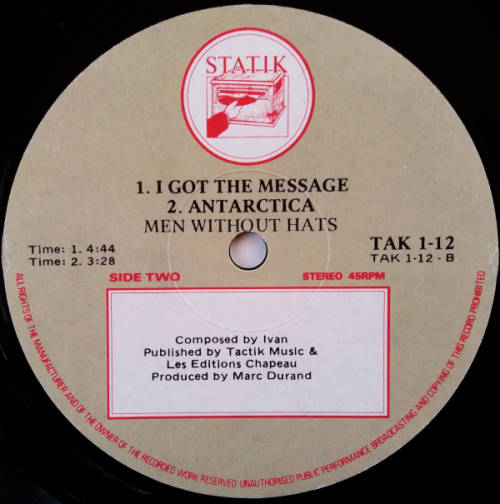 STATIK
1. I GOT THE MESSAGE
2. ANTARCTICA
MEN WITHOUT HATS
Time: 1. 4:44
Time: 2. 3:28
TAK 1-12
TAK 1-12 - B
SIDE TWO
STEREO 45RPM
Composed by Ivan
Published by Tactik Music &
Les Editions Chapeau
Produced by Marc Durand
ALL RIGHTS OF THE MANUFACTURER AND OF THE OWNER OF THE RECORDED WORK RESERVED UNAUTHORISED PUBLIC PERFORMANCE BROADCASTING AND COPYING OF THIS RECORD PROHIBITED